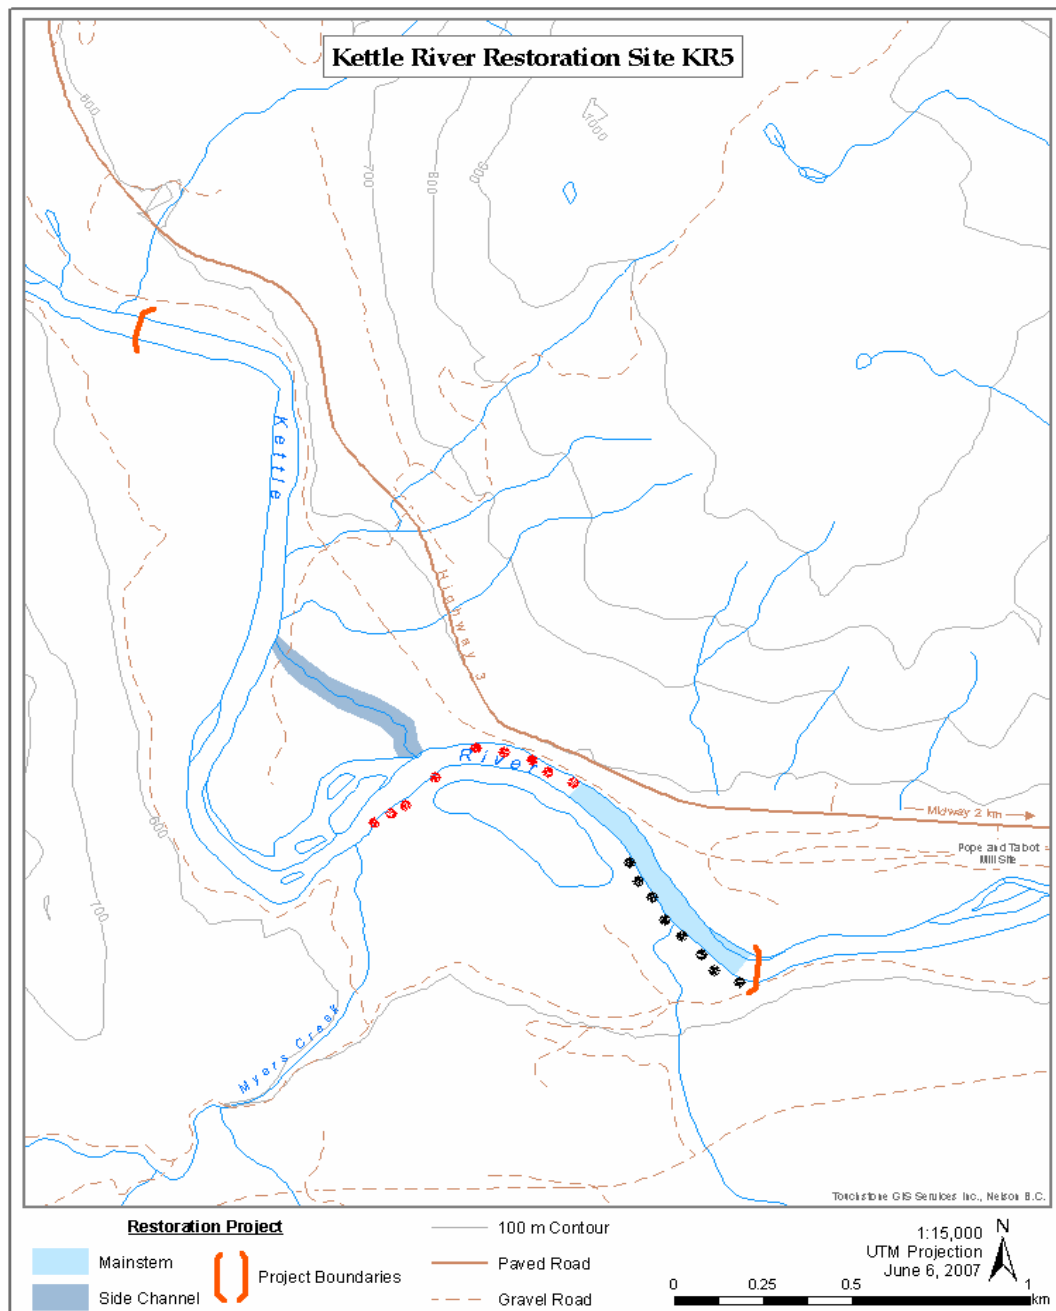 Kettle River Restoration Site KR5
600
1000
700
800
900
Kettle
Highway 3
River
Midway 2 km
Pope and Talbot
Mill Site
600
700
Myers Creek
Touchstone GIS Services Inc., Nelson B.C.
Restoration Project
Mainstem
Side Channel
Project Boundaries
100 m Contour
Paved Road
Gravel Road
1:15,000
UTM Projection
June 6, 2007
N
0 0.25 0.5 1
km